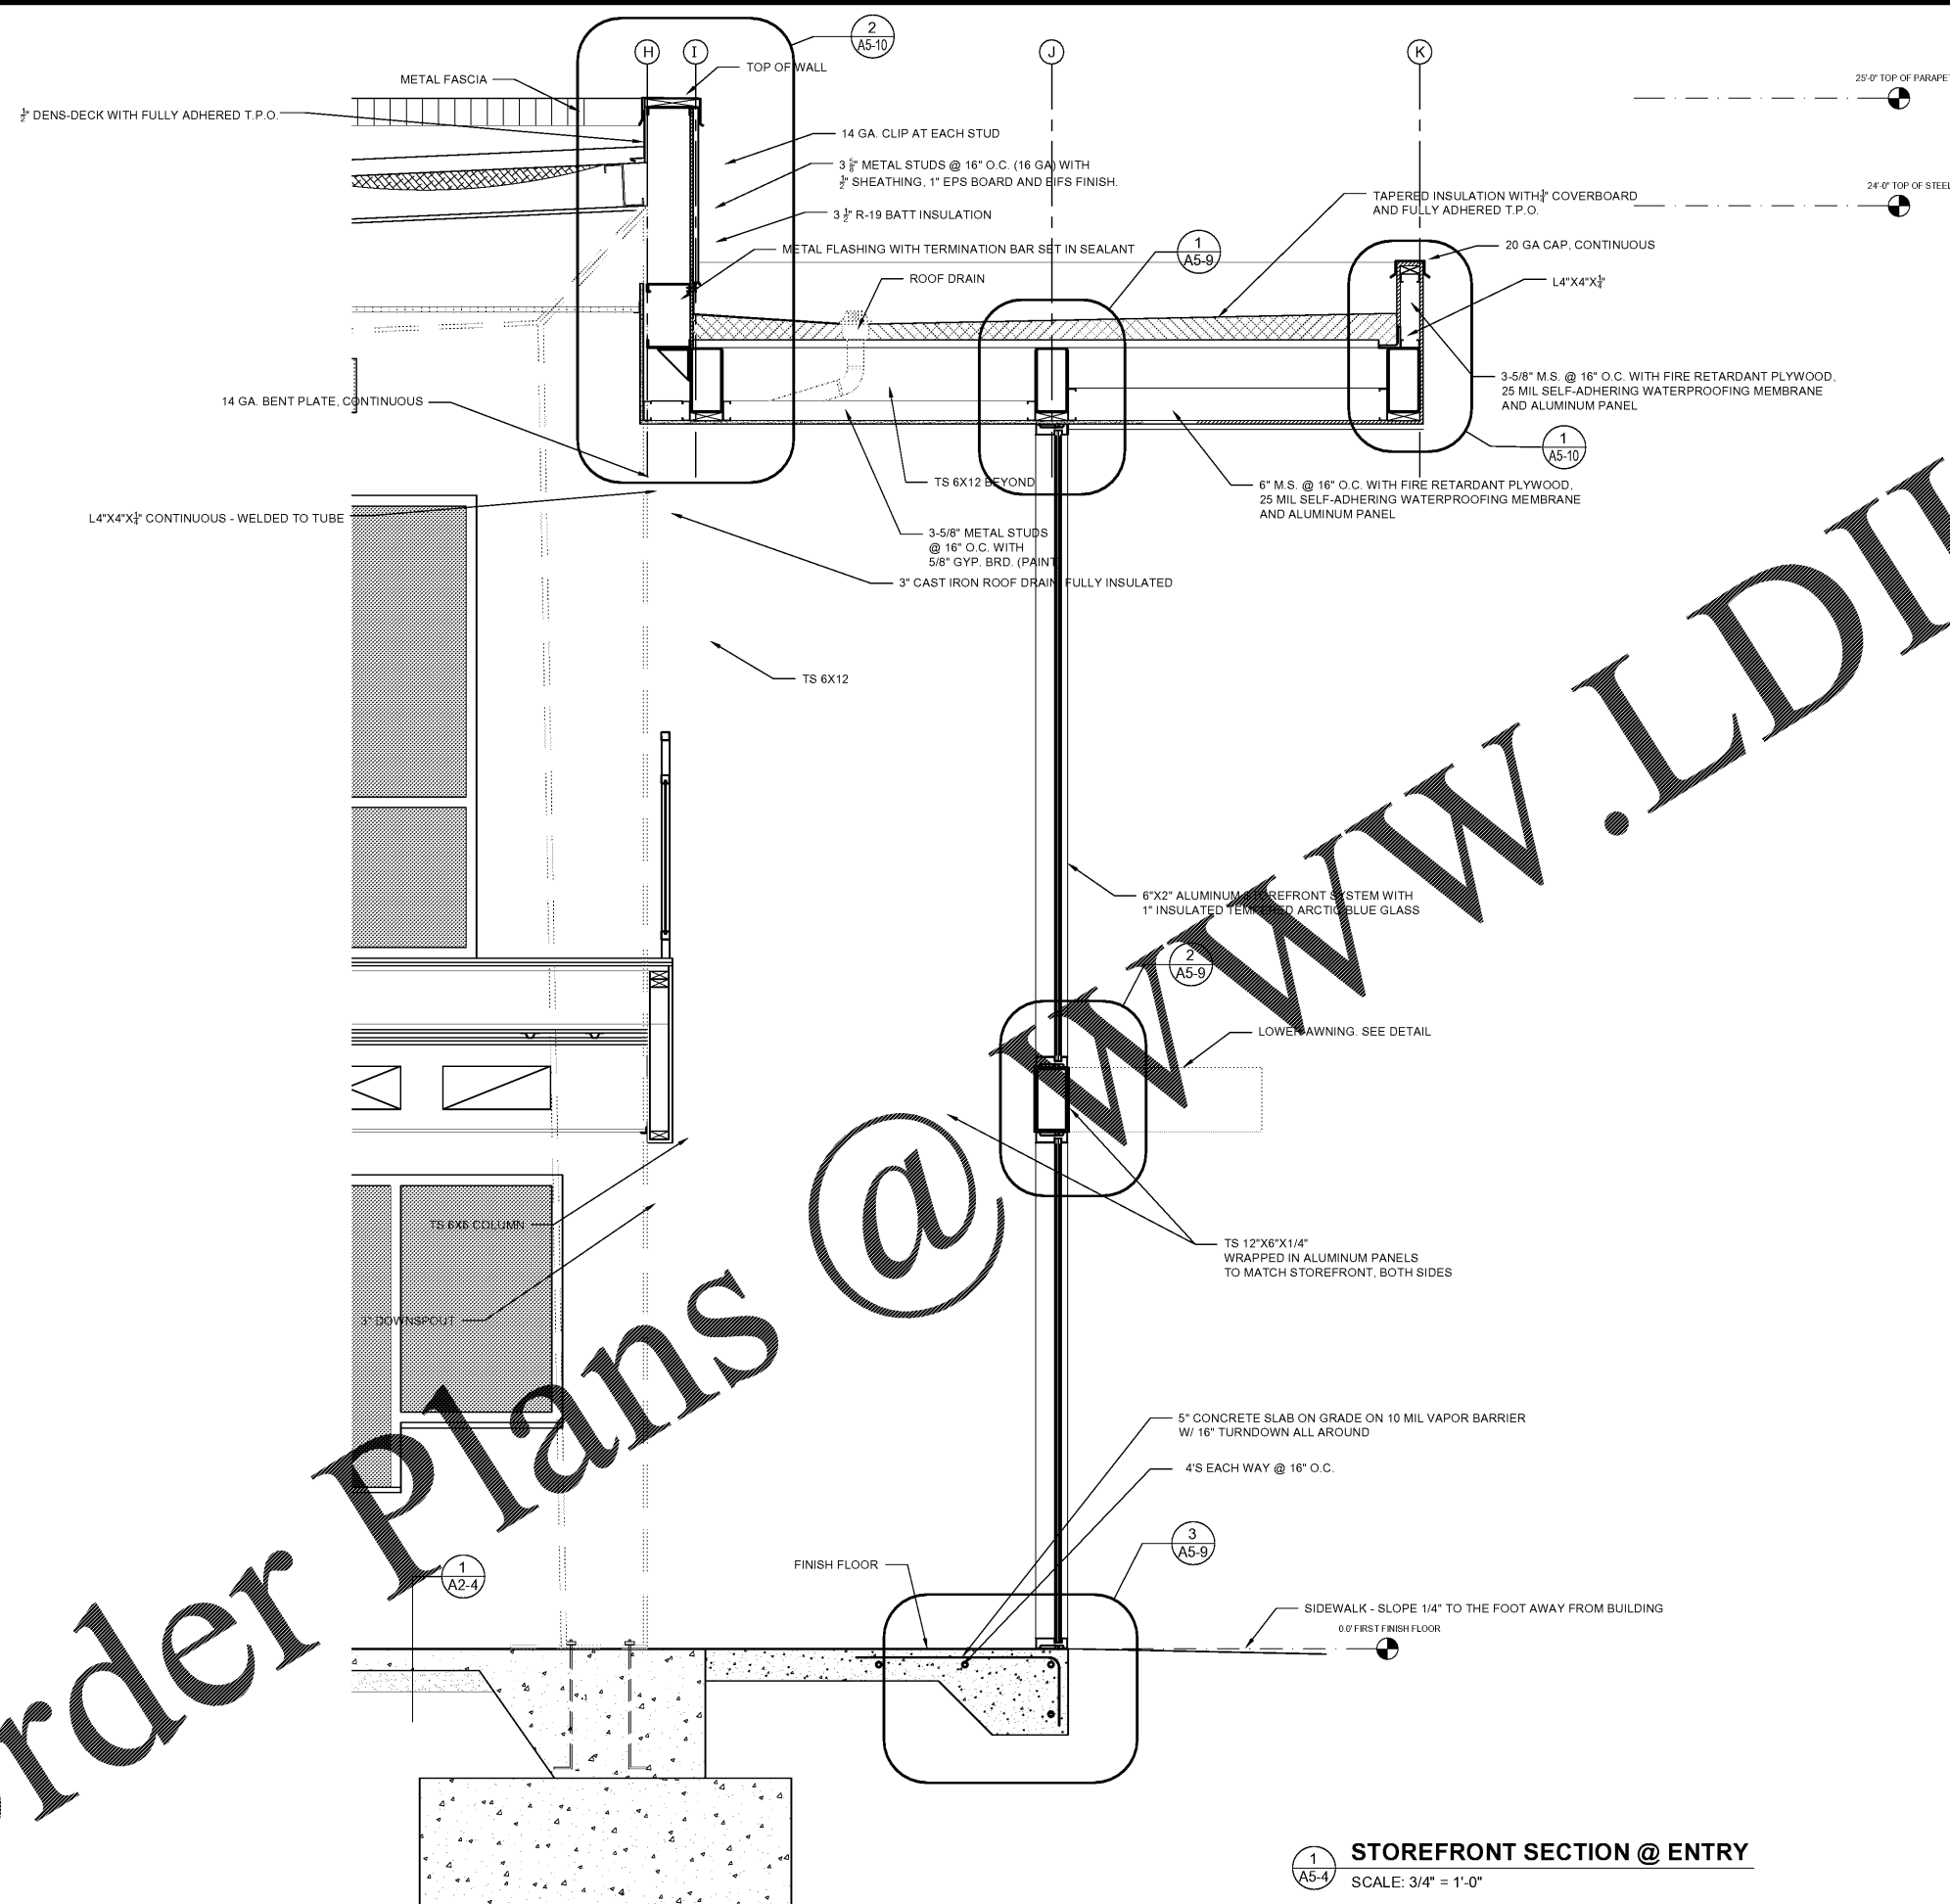 2
A5-10
H
I
J
K
METAL FASCIA
TOP OF WALL
25'-0" TOP OF PARAPET
½" DENS-DECK WITH FULLY ADHERED T.P.O.
14 GA. CLIP AT EACH STUD
3 ⅝" METAL STUDS @ 16" O.C. (16 GA) WITH
½" SHEATHING, 1" EPS BOARD AND EIFS FINISH.
24'-0" TOP OF STEEL
TAPERED INSULATION WITH ¼" COVERBOARD
AND FULLY ADHERED T.P.O.
3 ½" R-19 BATT INSULATION
METAL FLASHING WITH TERMINATION BAR SET IN SEALANT
1
A5-9
20 GA CAP, CONTINUOUS
ROOF DRAIN
L4"X4"X¼"
3-5/8" M.S. @ 16" O.C. WITH FIRE RETARDANT PLYWOOD,
25 MIL SELF-ADHERING WATERPROOFING MEMBRANE
AND ALUMINUM PANEL
14 GA. BENT PLATE, CONTINUOUS
1
A5-10
TS 6X12 BEYOND
6" M.S. @ 16" O.C. WITH FIRE RETARDANT PLYWOOD,
25 MIL SELF-ADHERING WATERPROOFING MEMBRANE
AND ALUMINUM PANEL
L4"X4"X¼" CONTINUOUS - WELDED TO TUBE
3-5/8" METAL STUDS
@ 16" O.C. WITH
5/8" GYP. BRD. (PAINT
3" CAST IRON ROOF DRAIN, FULLY INSULATED
TS 6X12
6"X2" ALUMINUM STOREFRONT SYSTEM WITH
1" INSULATED TEMPERED ARCTIC BLUE GLASS
2
A5-9
LOWER AWNING. SEE DETAIL
TS 6X6 COLUMN
TS 12"X6"X1/4"
WRAPPED IN ALUMINUM PANELS
TO MATCH STOREFRONT, BOTH SIDES
3" DOWNSPOUT
5" CONCRETE SLAB ON GRADE ON 10 MIL VAPOR BARRIER
W/ 16" TURNDOWN ALL AROUND
4'S EACH WAY @ 16" O.C.
3
A5-9
FINISH FLOOR
1
A2-4
SIDEWALK - SLOPE 1/4" TO THE FOOT AWAY FROM BUILDING
0.0' FIRST FINISH FLOOR
1
A5-4
STOREFRONT SECTION @ ENTRY
SCALE: 3/4" = 1'-0"
rder Plans @ www.LDI